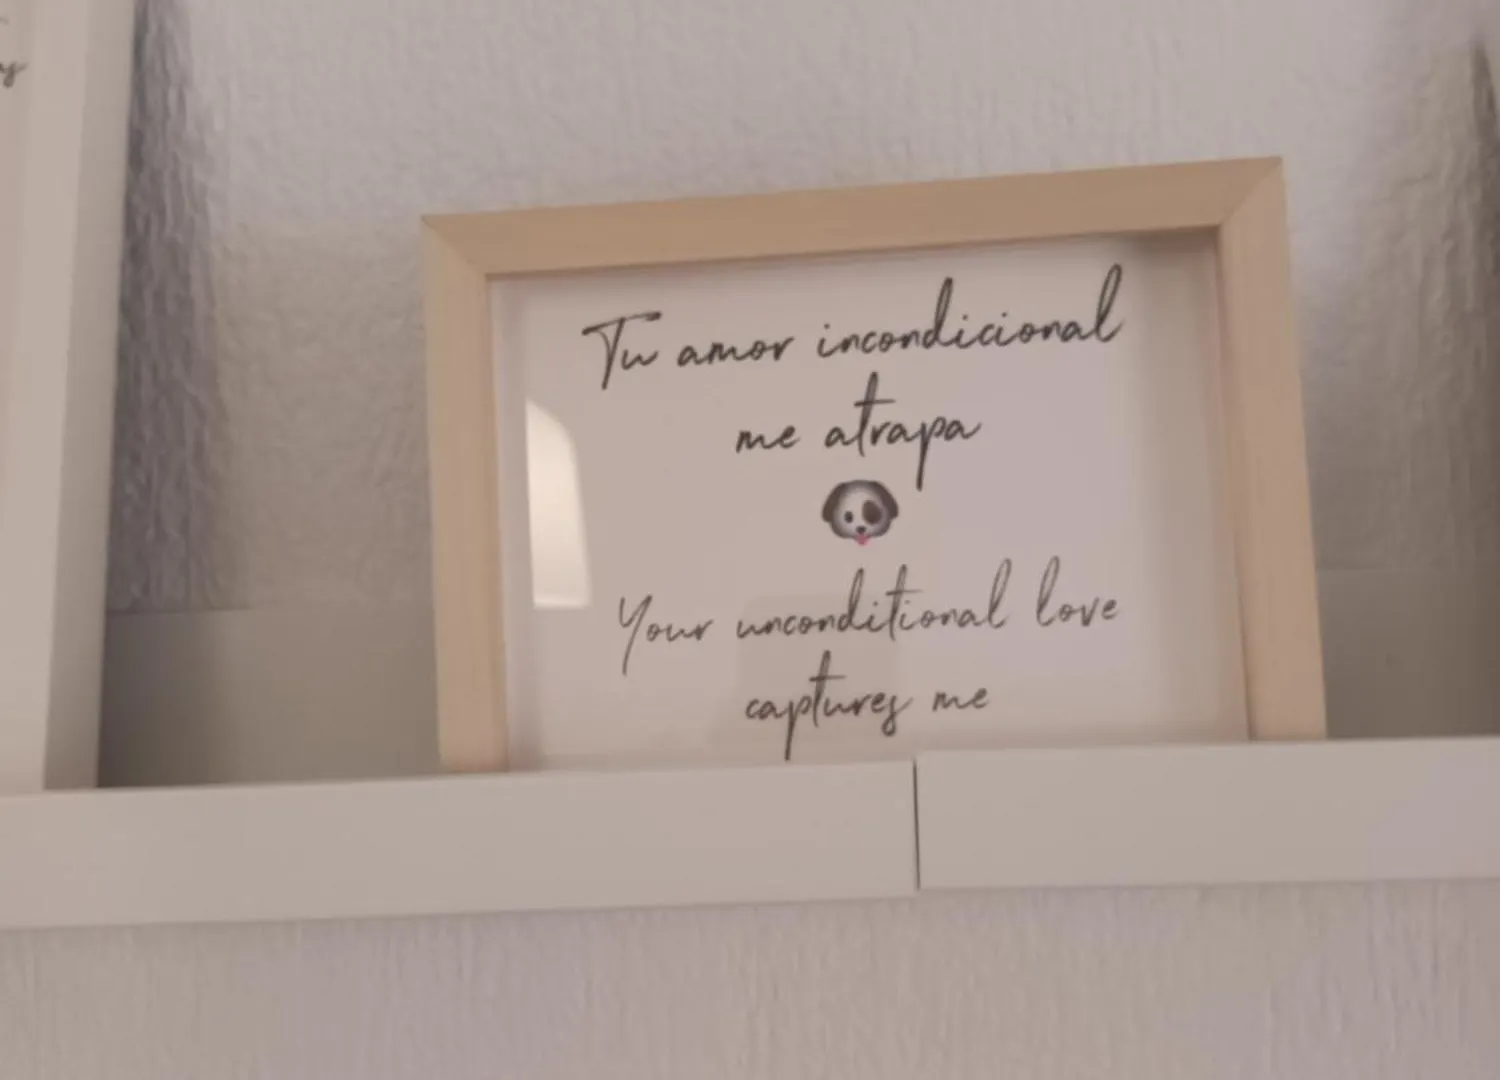 Tu amor incondicional
me atrapa
Your unconditional love
captures me